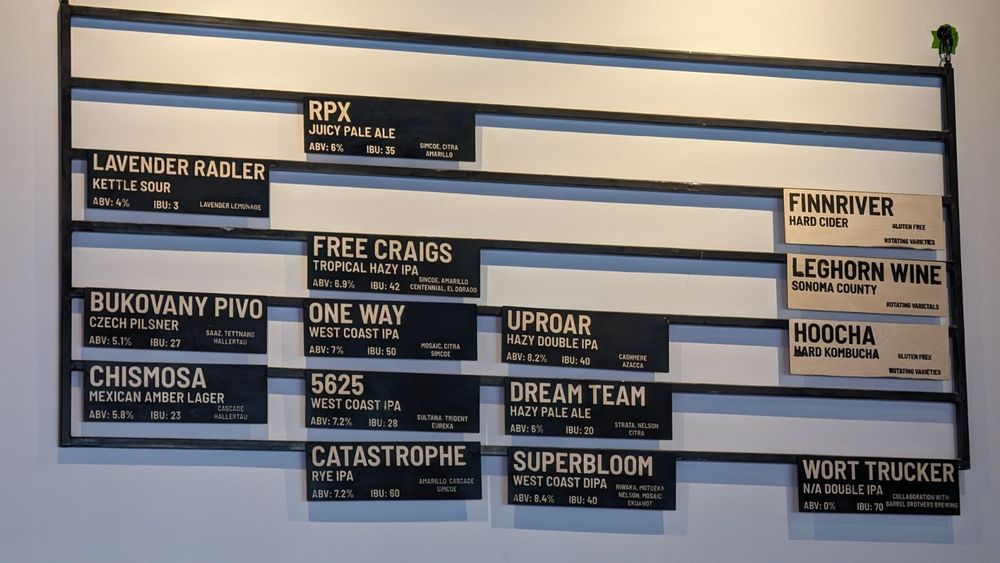 RPX
JUICY PALE ALE
ABV: 6% IBU: 35
SIMCOE, CITRA
AMARILLO
LAVENDER RADLER
KETTLE SOUR
ABV: 4% IBU: 3 LAVENDER LEMONADE
FINNRIVER
HARD CIDER
GLUTEN FREE
ROTATING VARIETIES
FREE CRAIGS
TROPICAL HAZY IPA
ABV: 6.9% IBU: 42
SIMCOE, AMARILLO
CENTENNIAL, EL DORADO
LEGHORN WINE
SONOMA COUNTY
ROTATING VARIETALS
BUKOVANY PIVO
CZECH PILSNER
ABV: 5.1% IBU: 27
SAAZ, TETTNANG
HALLERTAU
ONE WAY
WEST COAST IPA
ABV: 7% IBU: 50
MOSAIC, CITRA
SIMCOE
UPROAR
HAZY DOUBLE IPA
ABV: 8.2% IBU: 40
CASHMERE
AZACCA
HOOCHA
HARD KOMBUCHA
GLUTEN FREE
ROTATING VARIETIES
CHISMOSA
MEXICAN AMBER LAGER
ABV: 5.8% IBU: 23
CASCADE
HALLERTAU
5625
WEST COAST IPA
ABV: 7.2% IBU: 28
SULTANA, TRIDENT
EUREKA
DREAM TEAM
HAZY PALE ALE
ABV: 6% IBU: 20
STRATA, NELSON
CITRA
CATASTROPHE
RYE IPA
ABV: 7.2% IBU: 60
AMARILLO, CASCADE
SIMCOE
SUPERBLOOM
WEST COAST DIPA
ABV: 8.4% IBU: 40
RIWAKA, MOTUEKA
NELSON, MOSAIC
EKUANOT
WORT TRUCKER
N/A DOUBLE IPA
ABV: 0% IBU: 70
COLLABORATION WITH:
BARREL BROTHERS BREWING